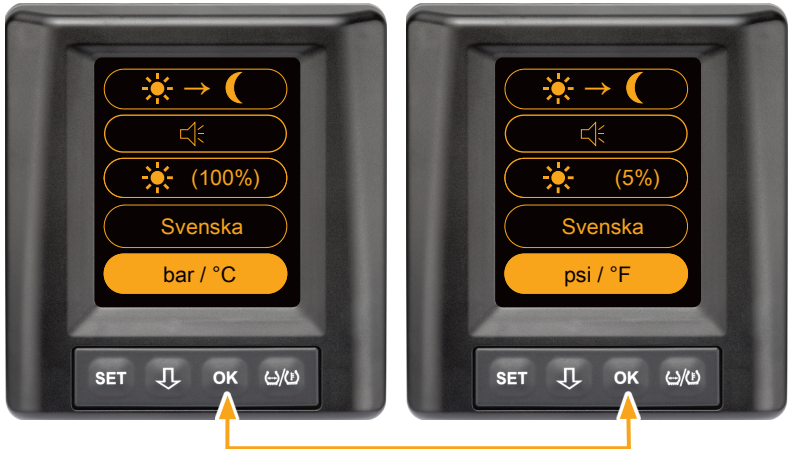 (100%)
Svenska
bar / °C
SET OK
(5%)
Svenska
psi / °F
SET OK